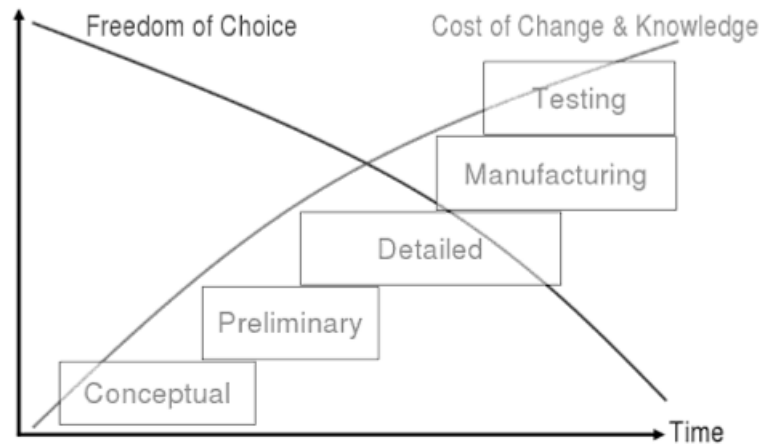 Freedom of Choice
Cost of Change & Knowledge
Testing
Manufacturing
Detailed
Preliminary
Conceptual
Time